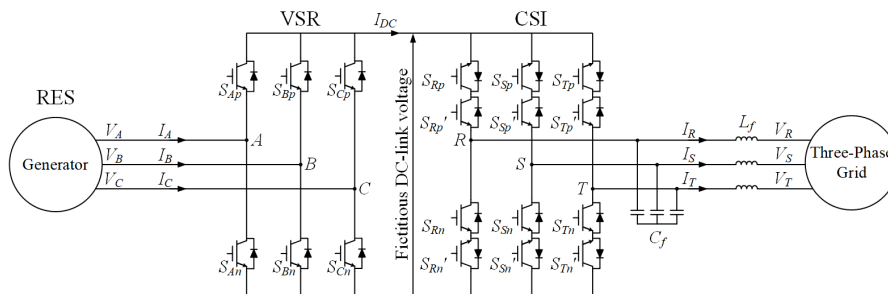 VSR
I_DC
CSI
RES
Generator
V_A
I_A
V_B
I_B
V_C
I_C
S_Ap
S_Bp
S_Cp
A
B
C
S_An
S_Bn
S_Cn
Fictitious DC-link voltage
S_Rp
S_Sp
S_Tp
S_Rp'
S_Sp'
S_Tp'
R
S
T
S_Rn
S_Sn
S_Tn
S_Rn'
S_Sn'
S_Tn'
I_R
L_f
V_R
I_S
V_S
I_T
V_T
C_f
Three-Phase
Grid